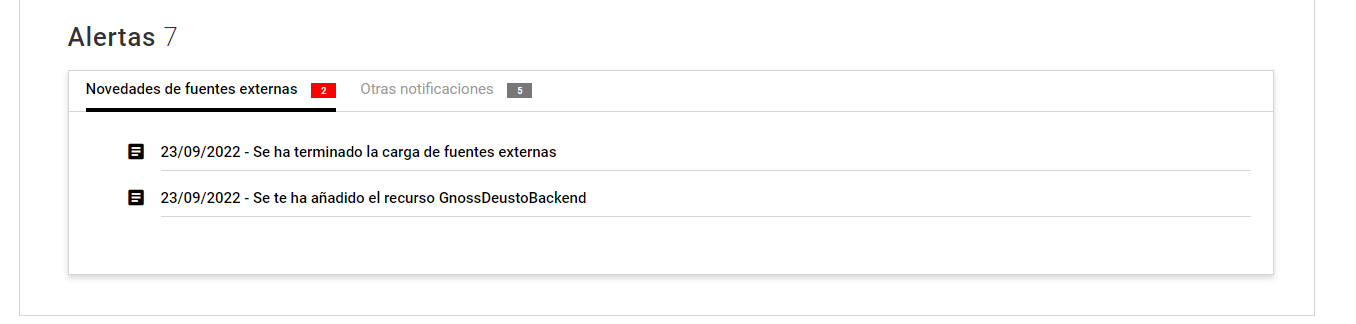 Alertas 7
Novedades de fuentes externas 2 Otras notificaciones 5
23/09/2022 - Se ha terminado la carga de fuentes externas
23/09/2022 - Se te ha añadido el recurso GnossDeustoBackend